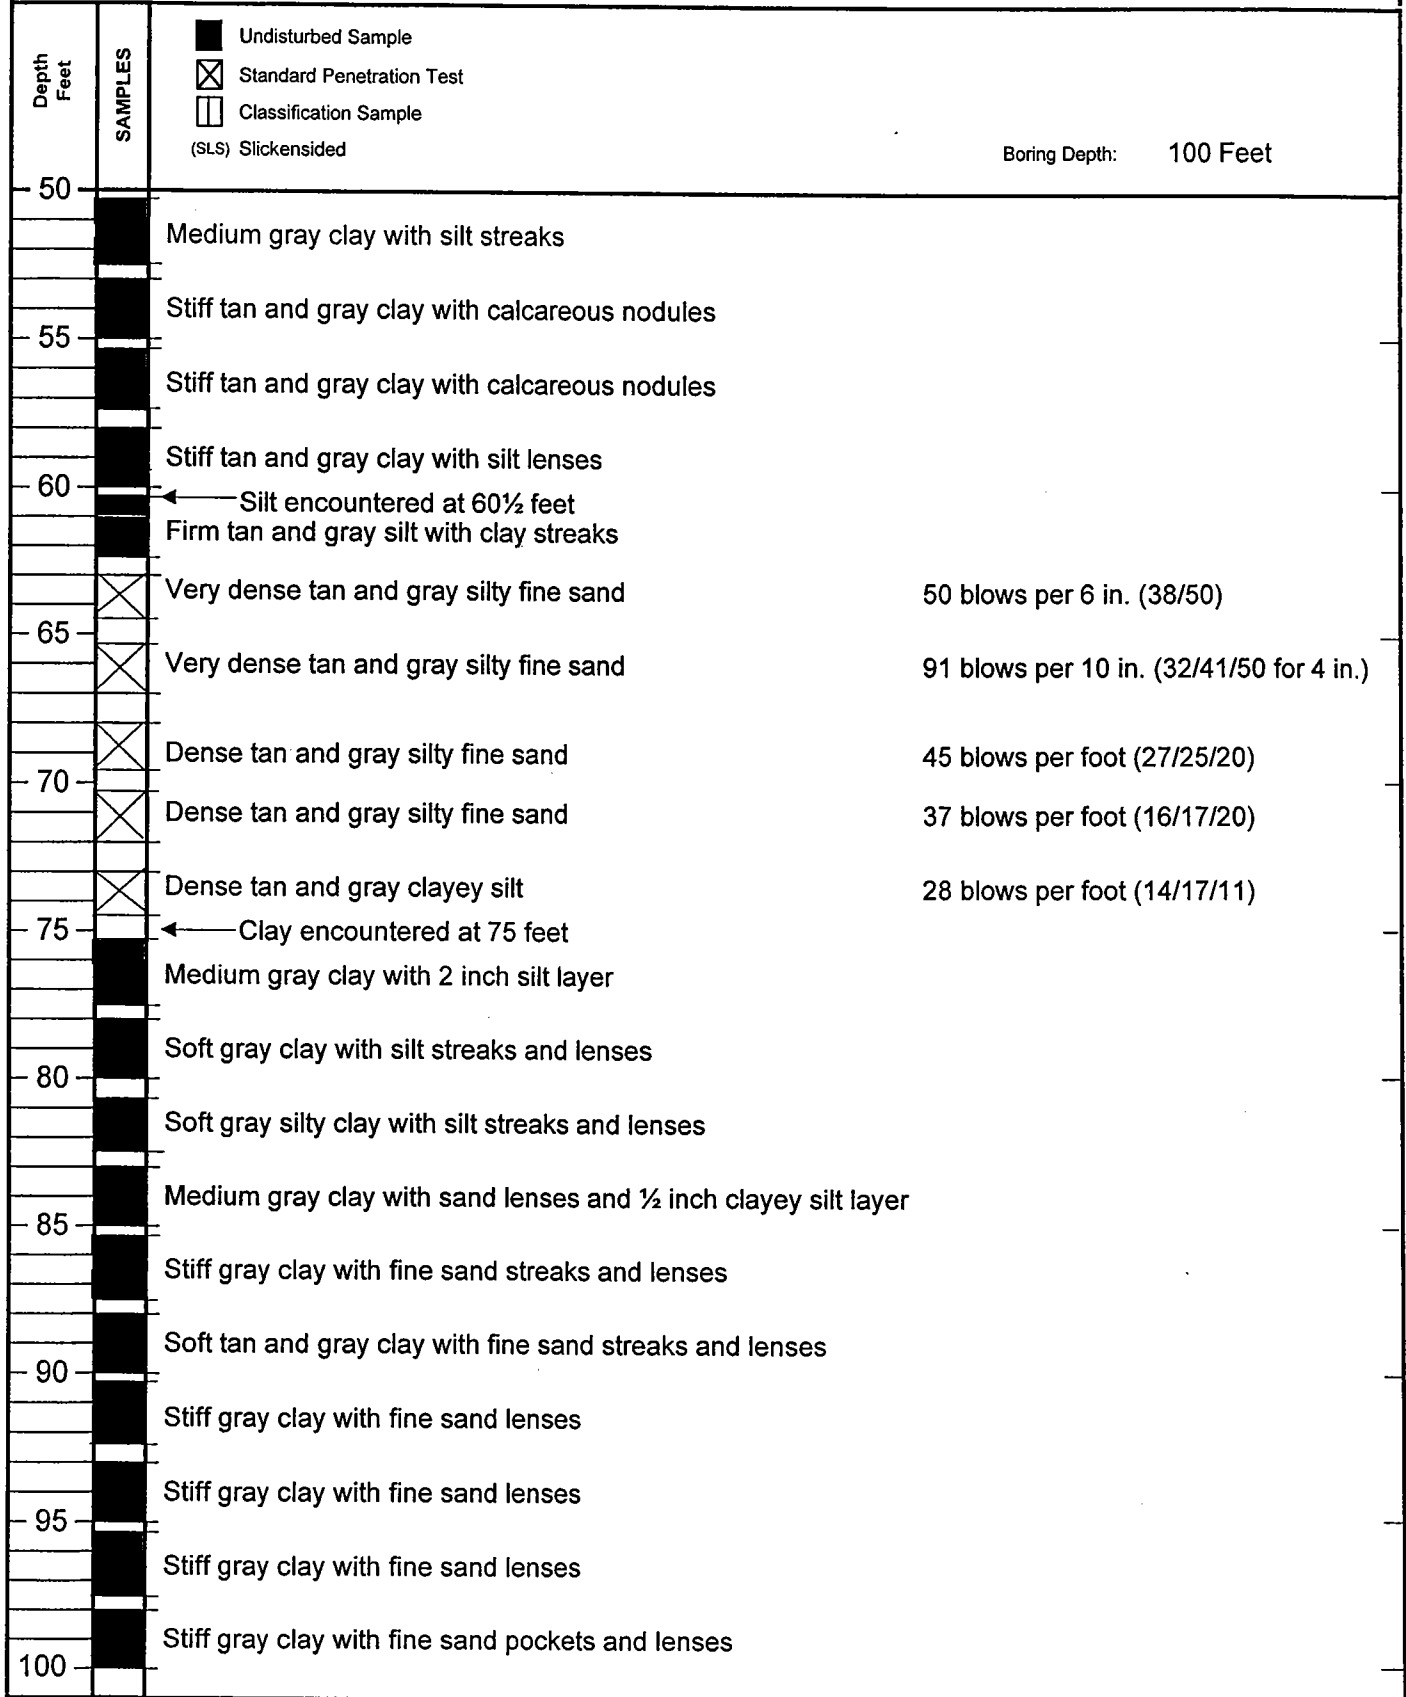 Depth
Feet
SAMPLES
Undisturbed Sample
Standard Penetration Test
Classification Sample
(SLS) Slickensided
Boring Depth: 100 Feet
50
Medium gray clay with silt streaks
Stiff tan and gray clay with calcareous nodules
55
Stiff tan and gray clay with calcareous nodules
Stiff tan and gray clay with silt lenses
60
Silt encountered at 60½ feet
Firm tan and gray silt with clay streaks
Very dense tan and gray silty fine sand 50 blows per 6 in. (38/50)
65
Very dense tan and gray silty fine sand 91 blows per 10 in. (32/41/50 for 4 in.)
Dense tan and gray silty fine sand 45 blows per foot (27/25/20)
70
Dense tan and gray silty fine sand 37 blows per foot (16/17/20)
Dense tan and gray clayey silt 28 blows per foot (14/17/11)
75 Clay encountered at 75 feet
Medium gray clay with 2 inch silt layer
Soft gray clay with silt streaks and lenses
80
Soft gray silty clay with silt streaks and lenses
Medium gray clay with sand lenses and ½ inch clayey silt layer
85
Stiff gray clay with fine sand streaks and lenses
Soft tan and gray clay with fine sand streaks and lenses
90
Stiff gray clay with fine sand lenses
Stiff gray clay with fine sand lenses
95
Stiff gray clay with fine sand lenses
Stiff gray clay with fine sand pockets and lenses
100